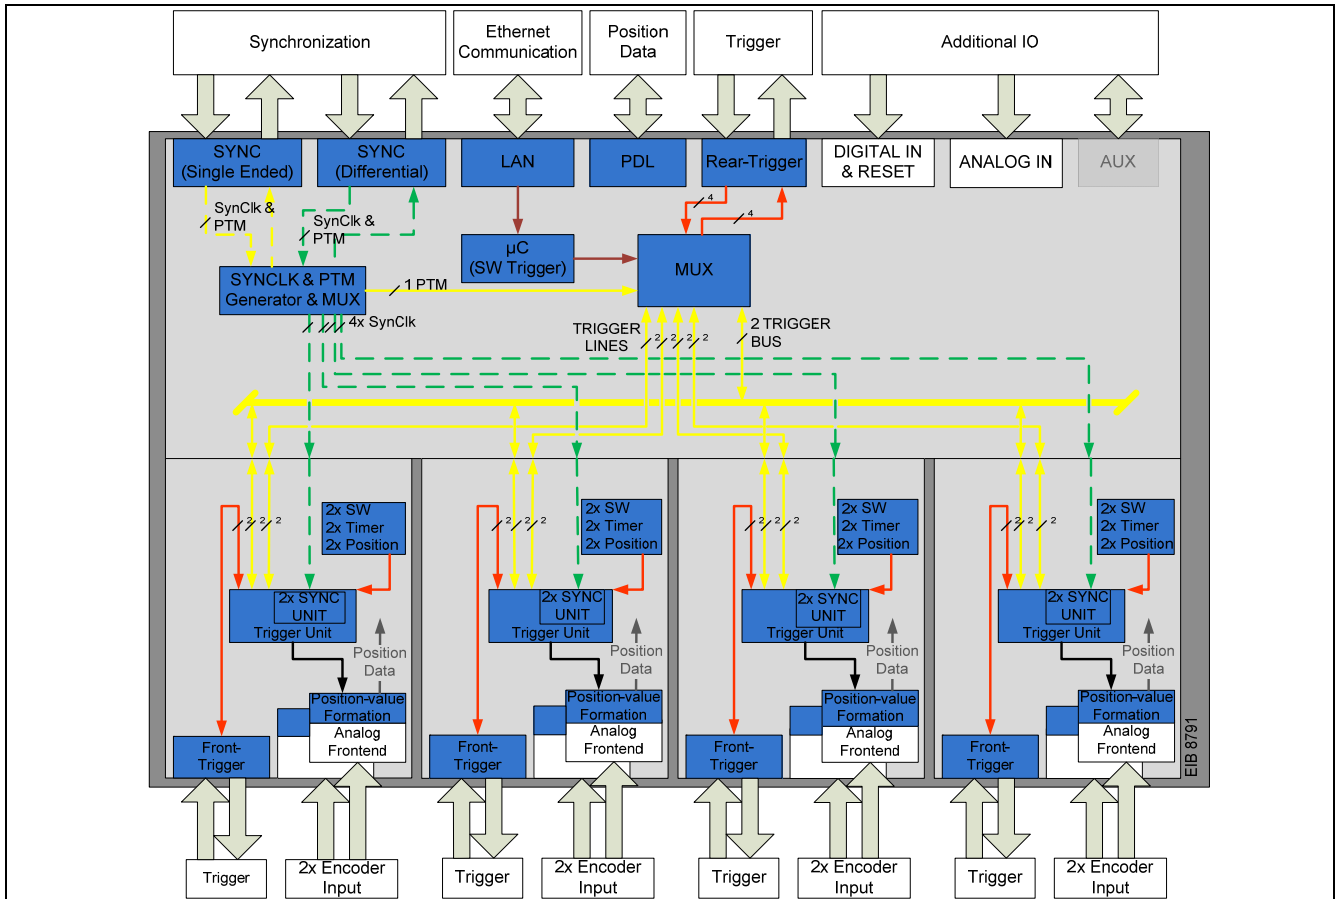 Synchronization
Ethernet
Communication
Position
Data
Trigger
Additional IO
SYNC
(Single Ended)
SYNC
(Differential)
LAN
PDL
Rear-Trigger
DIGITAL IN
& RESET
ANALOG IN
AUX
SynClk &
PTM
SynClk &
PTM
4
4
µC
(SW Trigger)
MUX
SYNCLK & PTM
Generator & MUX
1 PTM
4x SynClk
TRIGGER
LINES
2 2 2 2
2 TRIGGER
BUS
2 2 2
2x SW
2x Timer
2x Position
2x SYNC
UNIT
Trigger Unit
Position
Data
Position-value
Formation
Analog
Frontend
Front-
Trigger
2 2 2
2x SW
2x Timer
2x Position
2x SYNC
UNIT
Trigger Unit
Position
Data
Position-value
Formation
Analog
Frontend
Front-
Trigger
2 2 2
2x SW
2x Timer
2x Position
2x SYNC
UNIT
Trigger Unit
Position
Data
Position-value
Formation
Analog
Frontend
Front-
Trigger
2 2 2
2x SW
2x Timer
2x Position
2x SYNC
UNIT
Trigger Unit
Position
Data
Position-value
Formation
Analog
Frontend
Front-
Trigger
EIB 8791
Trigger
2x Encoder
Input
Trigger
2x Encoder
Input
Trigger
2x Encoder
Input
Trigger
2x Encoder
Input